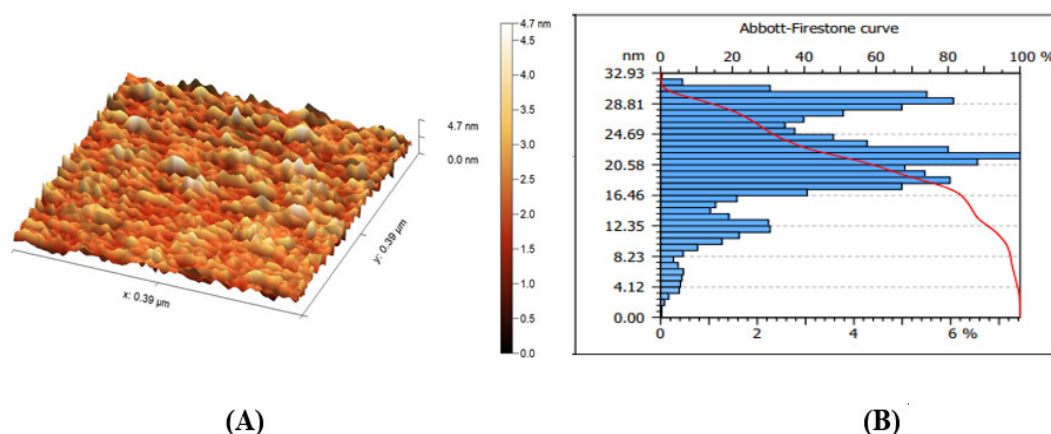 4.7 nm
4.5
4.0
3.5
3.0
2.5
2.0
1.5
1.0
0.5
0.0
4.7 nm
0.0 nm
x: 0.39 µm
y: 0.39 µm
(A)
Abbott-Firestone curve
nm 0 20 40 60 80 100 %
32.93
28.81
24.69
20.58
16.46
12.35
8.23
4.12
0.00
0 2 4 6 %
(B)